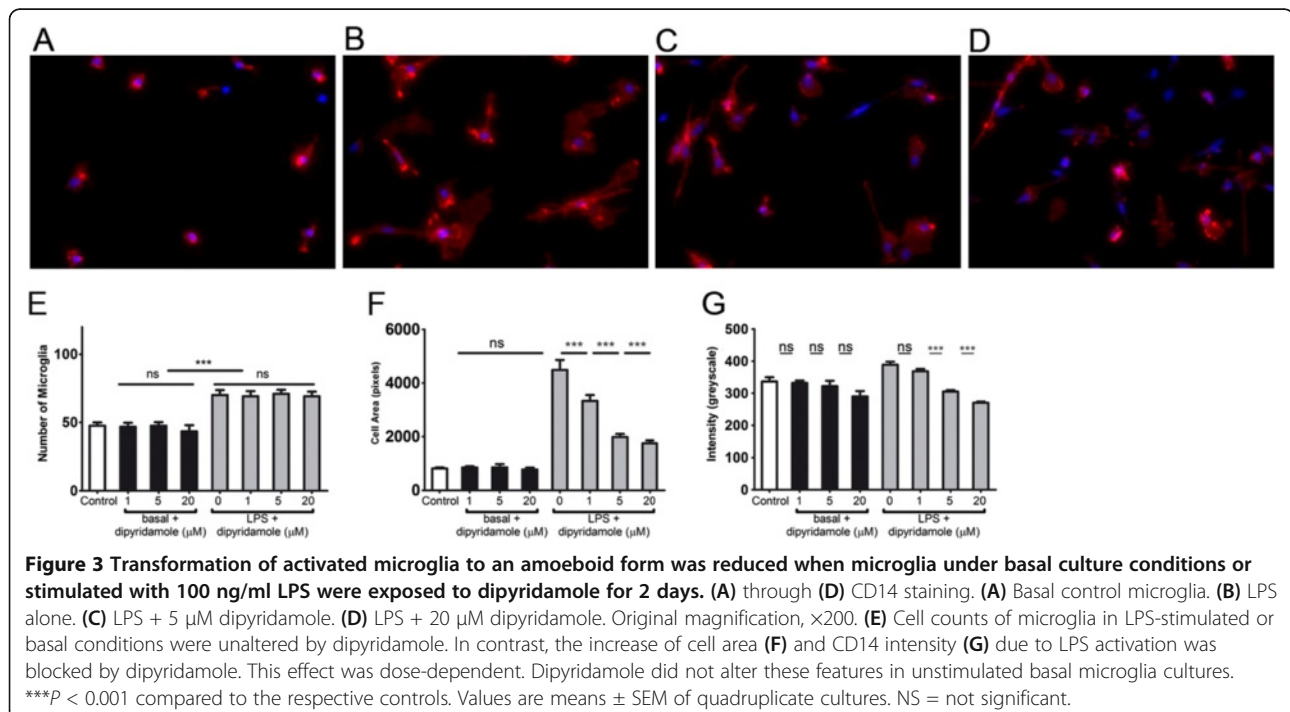 A
B
C
D
E
***
ns
ns
Number of Microglia
100
50
0
Control 1 5 20 0 1 5 20
basal + dipyridamole (μM)
LPS + dipyridamole (μM)
F
ns
*** *** ***
Cell Area (pixels)
6000
4000
2000
0
Control 1 5 20 0 1 5 20
basal + dipyridamole (μM)
LPS + dipyridamole (μM)
G
ns ns ns ns *** ***
Intensity (greyscale)
500
400
300
200
100
0
Control 1 5 20 0 1 5 20
basal + dipyridamole (μM)
LPS + dipyridamole (μM)
Figure 3 Transformation of activated microglia to an amoeboid form was reduced when microglia under basal culture conditions or
stimulated with 100 ng/ml LPS were exposed to dipyridamole for 2 days. (A) through (D) CD14 staining. (A) Basal control microglia. (B) LPS
alone. (C) LPS + 5 μM dipyridamole. (D) LPS + 20 μM dipyridamole. Original magnification, ×200. (E) Cell counts of microglia in LPS-stimulated or
basal conditions were unaltered by dipyridamole. In contrast, the increase of cell area (F) and CD14 intensity (G) due to LPS activation was
blocked by dipyridamole. This effect was dose-dependent. Dipyridamole did not alter these features in unstimulated basal microglia cultures.
***P < 0.001 compared to the respective controls. Values are means ± SEM of quadruplicate cultures. NS = not significant.